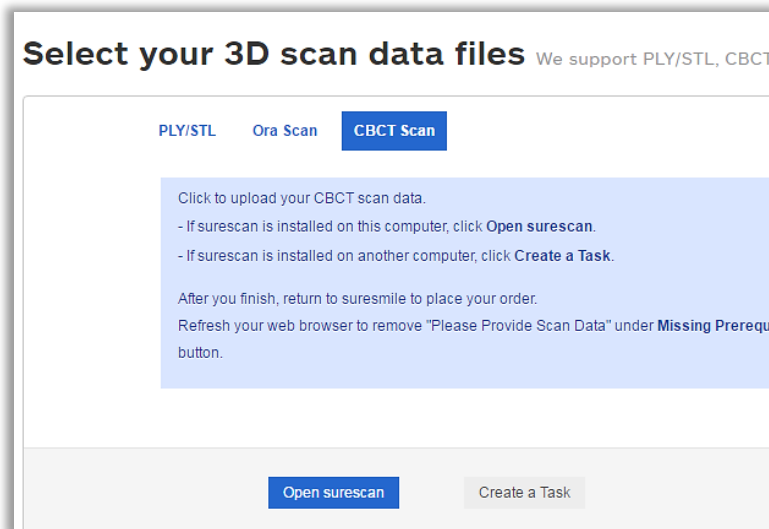 Select your 3D scan data files We support PLY/STL, CBCT
PLY/STL Ora Scan CBCT Scan
Click to upload your CBCT scan data.
- If surescan is installed on this computer, click Open surescan.
- If surescan is installed on another computer, click Create a Task.
After you finish, return to suresmile to place your order.
Refresh your web browser to remove "Please Provide Scan Data" under Missing Prerequ
button.
Open surescan Create a Task